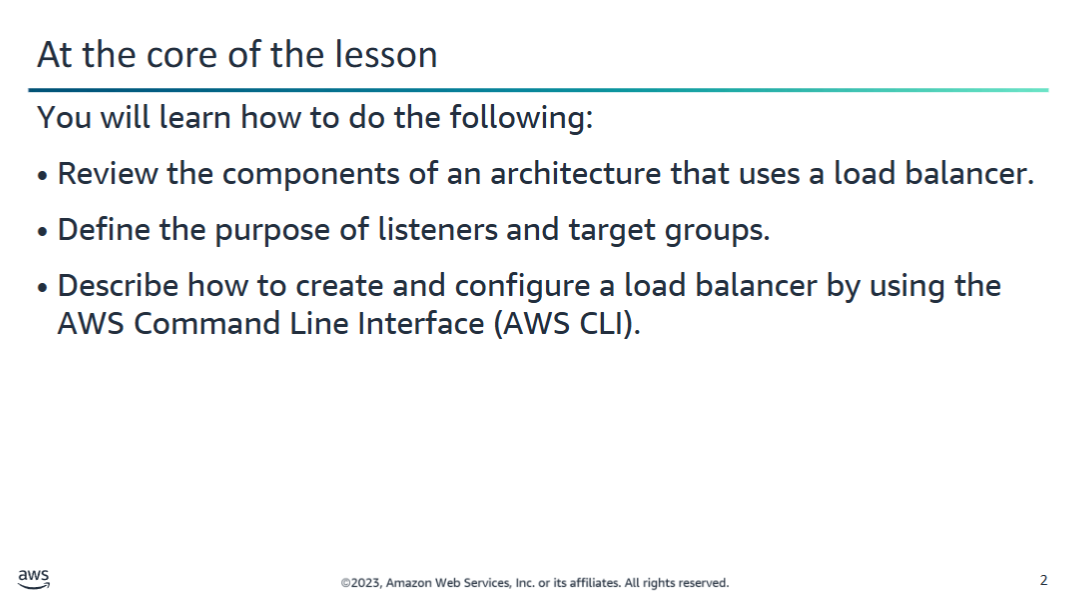 At the core of the lesson
You will learn how to do the following:
• Review the components of an architecture that uses a load balancer.
• Define the purpose of listeners and target groups.
• Describe how to create and configure a load balancer by using the
AWS Command Line Interface (AWS CLI).
aws
©2023, Amazon Web Services, Inc. or its affiliates. All rights reserved.
2